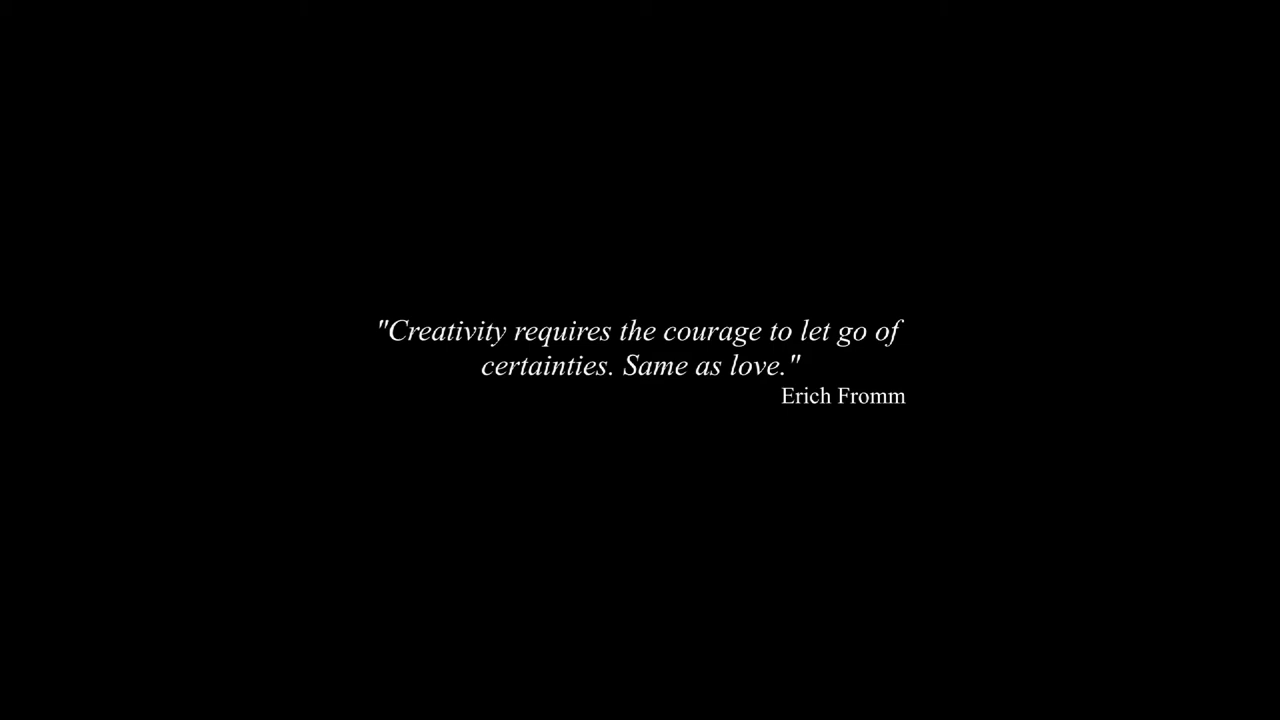 "Creativity requires the courage to let go of
certainties. Same as love."
Erich Fromm